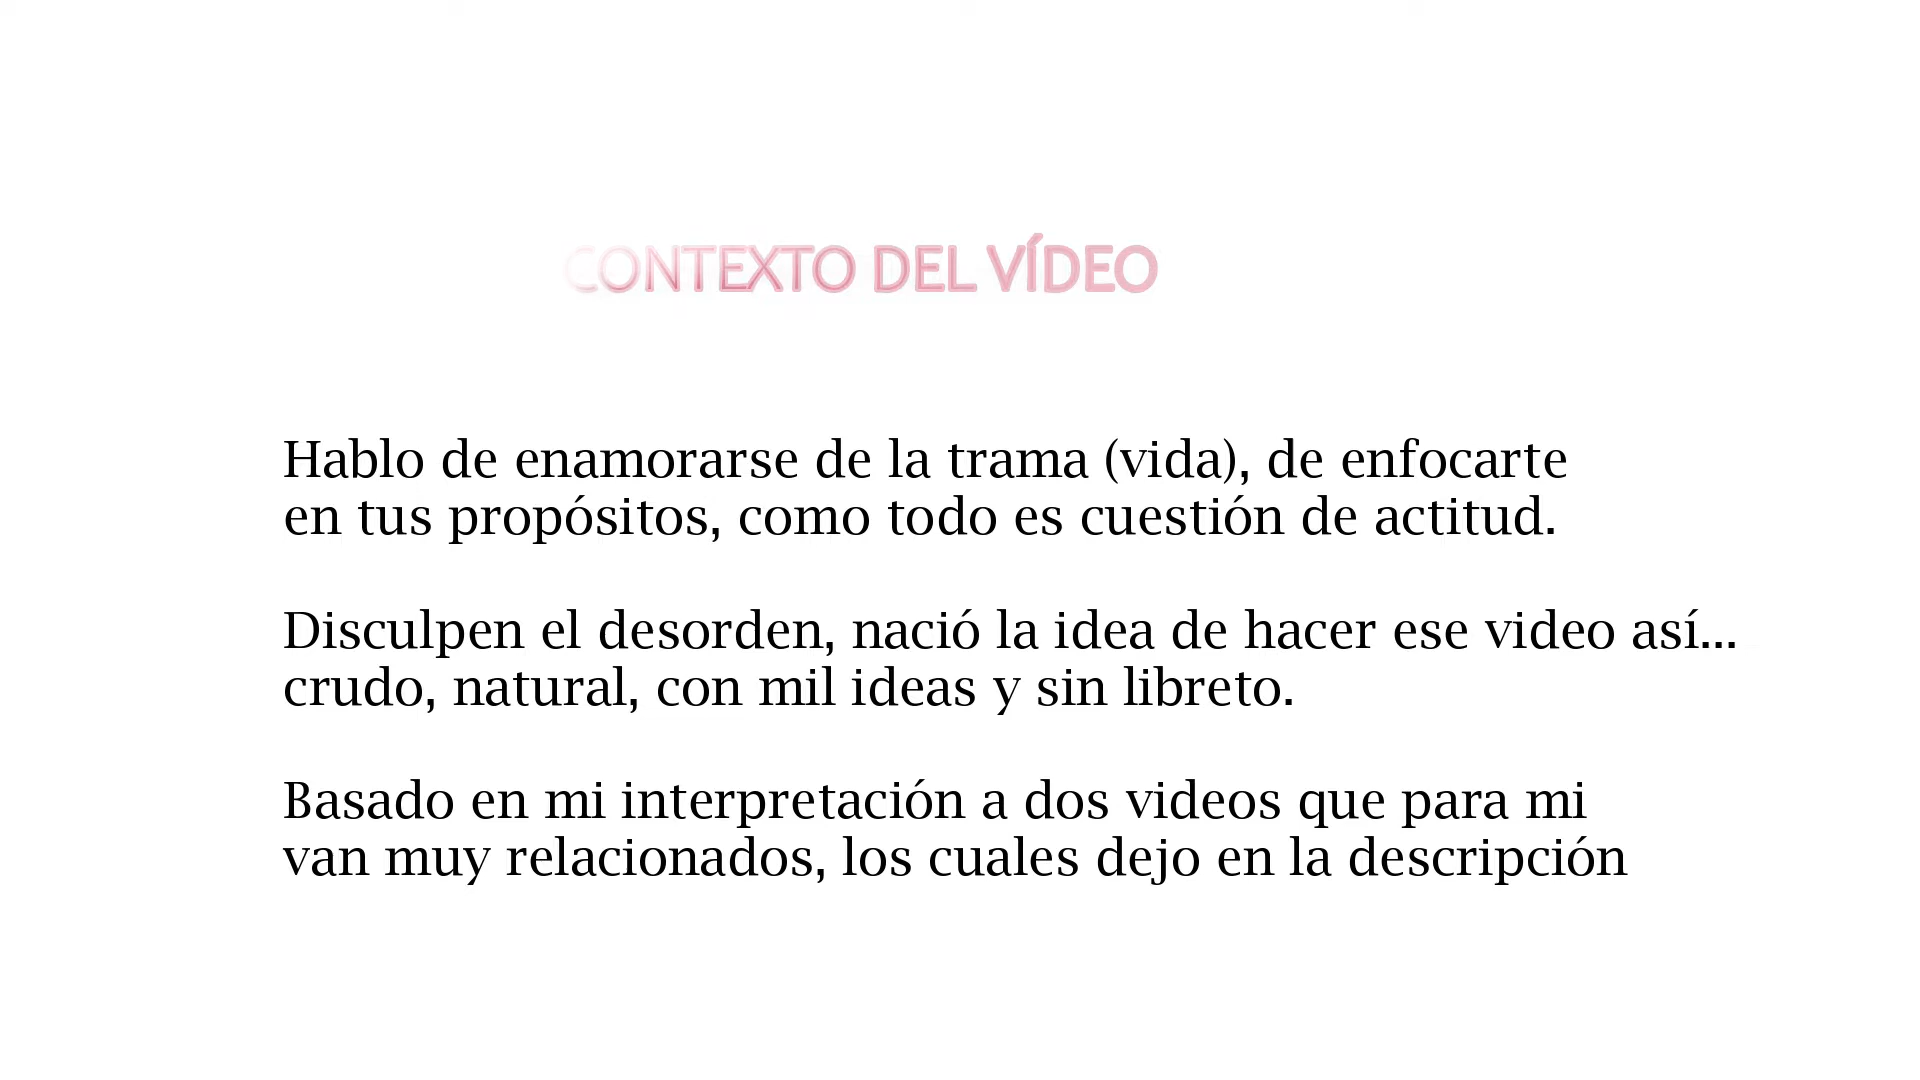 CONTEXTO DEL VÍDEO
Hablo de enamorarse de la trama (vida), de enfocarte
en tus propósitos, como todo es cuestión de actitud.
Disculpen el desorden, nació la idea de hacer ese video así...
crudo, natural, con mil ideas y sin libreto.
Basado en mi interpretación a dos videos que para mi
van muy relacionados, los cuales dejo en la descripción